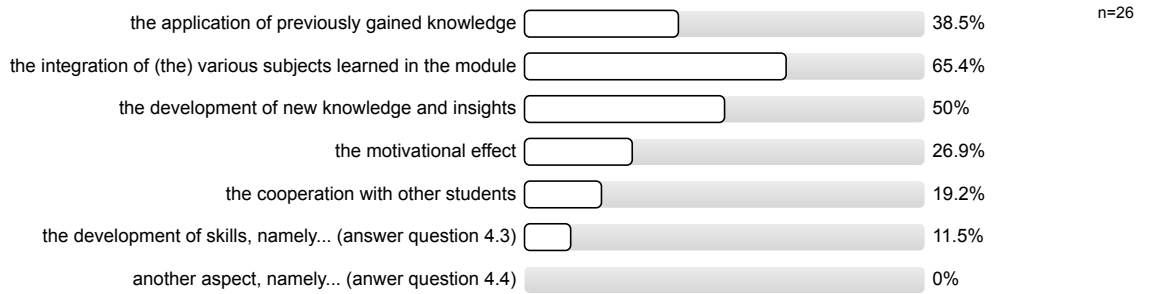 the application of previously gained knowledge 38.5% n=26
the integration of (the) various subjects learned in the module 65.4%
the development of new knowledge and insights 50%
the motivational effect 26.9%
the cooperation with other students 19.2%
the development of skills, namely... (answer question 4.3) 11.5%
another aspect, namely... (anwer question 4.4) 0%